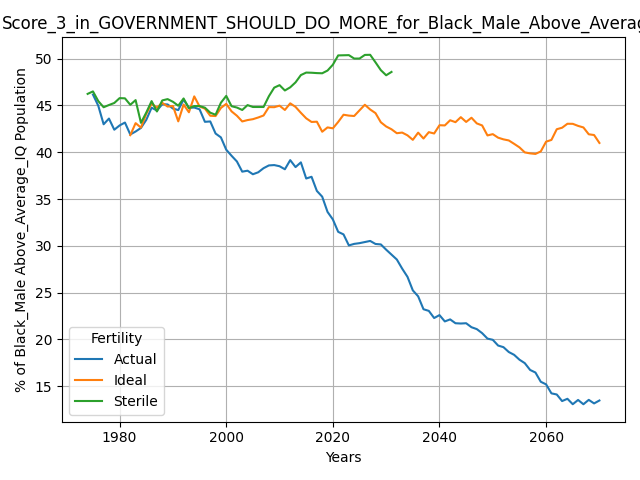 Score_3_in_GOVERNMENT_SHOULD_DO_MORE_for_Black_Male_Above_Averag
% of Black_Male Above_Average_IQ Population
50
45
40
35
30
25
20
15
Fertility
Actual
Ideal
Sterile
1980
2000
2020
2040
2060
Years